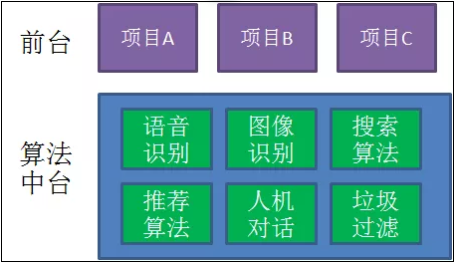 前台
项目A
项目B
项目C
算法
中台
语音
识别
图像
识别
搜索
算法
推荐
算法
人机
对话
垃圾
过滤